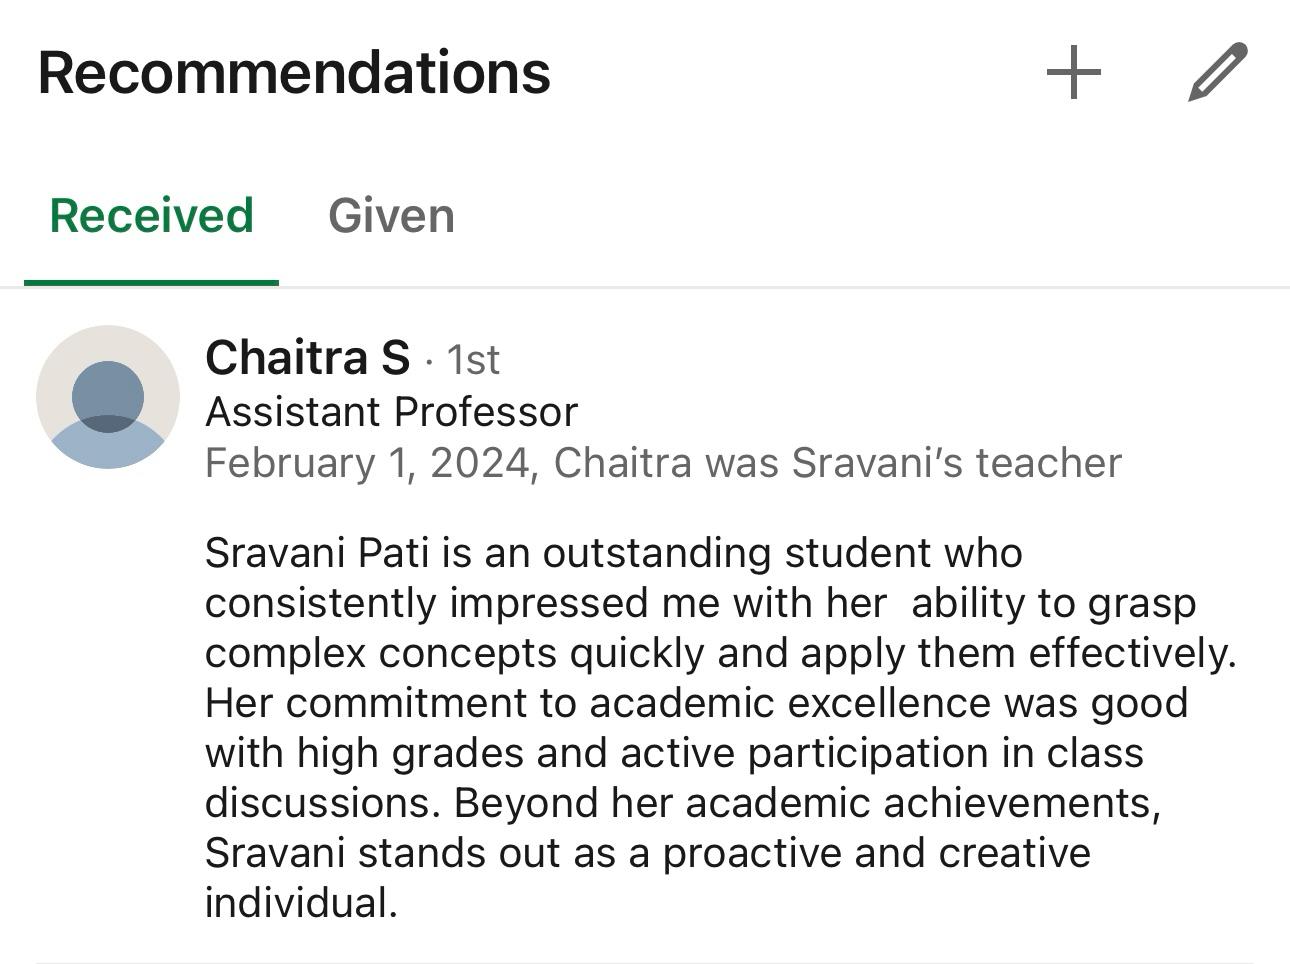 Recommendations
Received Given
Chaitra S · 1st
Assistant Professor
February 1, 2024, Chaitra was Sravani’s teacher
Sravani Pati is an outstanding student who
consistently impressed me with her  ability to grasp
complex concepts quickly and apply them effectively.
Her commitment to academic excellence was good
with high grades and active participation in class
discussions. Beyond her academic achievements,
Sravani stands out as a proactive and creative
individual.